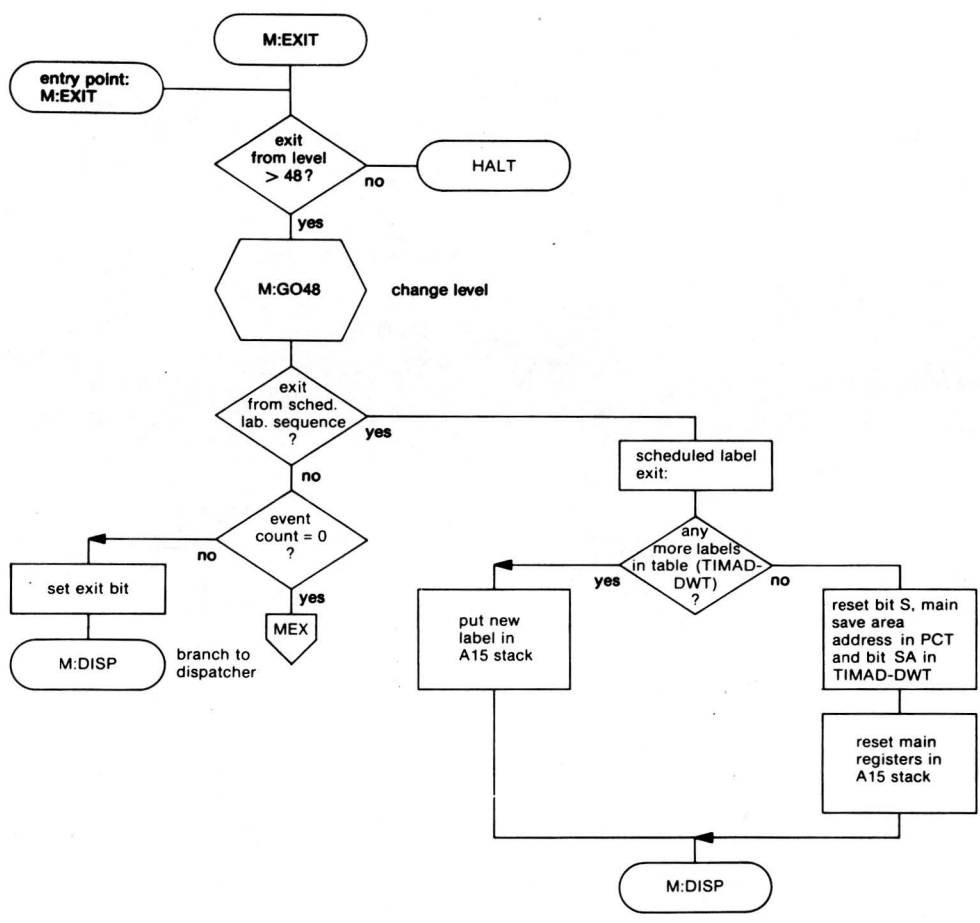 M:EXIT
entry point:
M:EXIT
exit
from level
> 48?
no
HALT
yes
M:GO48
change level
exit
from sched.
lab. sequence
?
yes
no
scheduled label
exit:
event
count = 0
?
no
yes
set exit bit
MEX
M:DISP
branch to
dispatcher
any
more labels
in table (TIMAD-
DWT)
?
yes
no
put new
label in
A15 stack
reset bit S, main
save area
address in PCT
and bit SA in
TIMAD-DWT
reset main
registers in
A15 stack
M:DISP